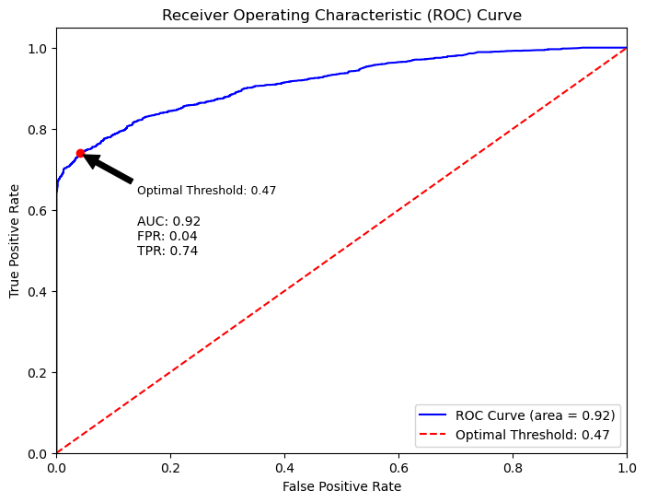 Receiver Operating Characteristic (ROC) Curve
1.0
0.8
0.6
0.4
0.2
0.0
True Positive Rate
Optimal Threshold: 0.47
AUC: 0.92
FPR: 0.04
TPR: 0.74
ROC Curve (area = 0.92)
Optimal Threshold: 0.47
0.0 0.2 0.4 0.6 0.8 1.0
False Positive Rate